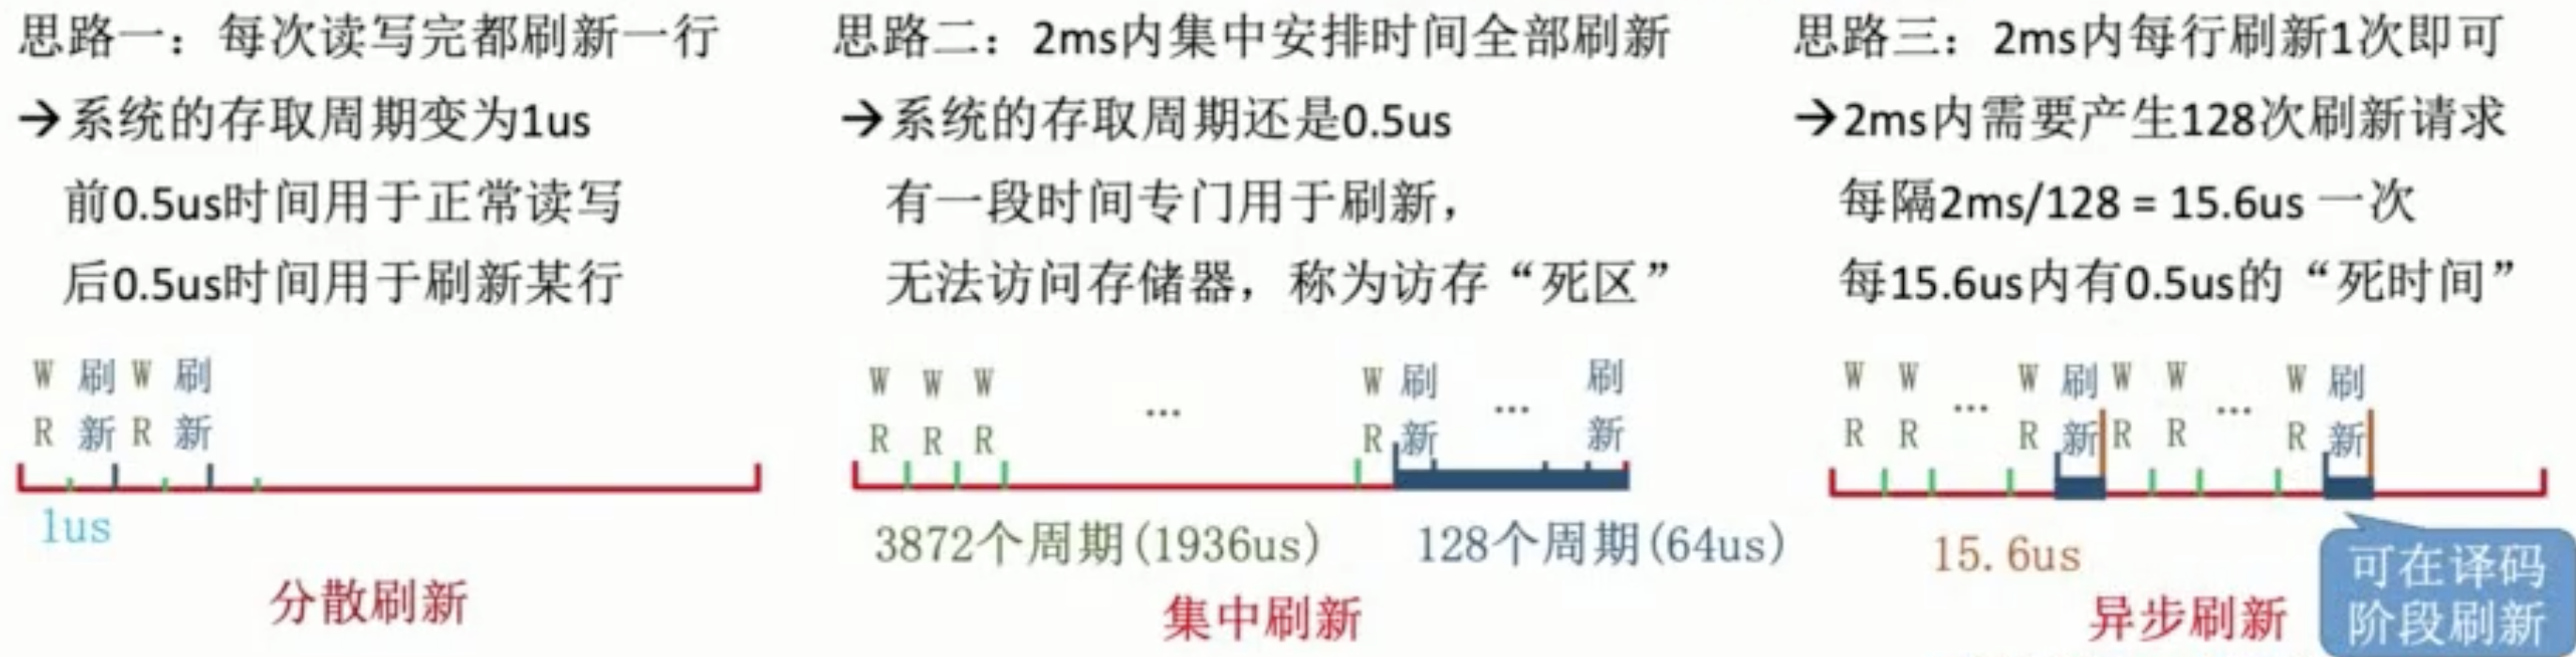 思路一：每次读写完都刷新一行
→系统的存取周期变为1us
前0.5us时间用于正常读写
后0.5us时间用于刷新某行
W 刷 W 刷
R 新 R 新
1us
分散刷新
思路二：2ms内集中安排时间全部刷新
→系统的存取周期还是0.5us
有一段时间专门用于刷新，
无法访问存储器，称为访存“死区”
W W W ... W 刷 ... 刷
R R R R 新 新
3872个周期(1936us) 128个周期(64us)
集中刷新
思路三：2ms内每行刷新1次即可
→2ms内需要产生128次刷新请求
每隔2ms/128 = 15.6us 一次
每15.6us内有0.5us的“死时间”
W W ... W 刷 W W ... W 刷
R R R 新 R R R 新
15.6us
异步刷新
可在译码
阶段刷新